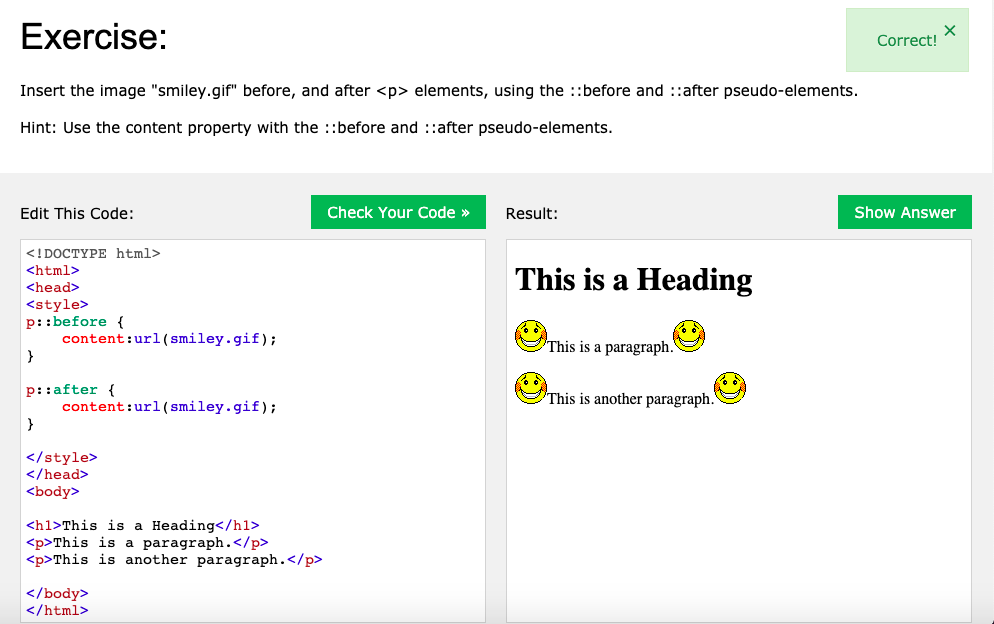 Exercise:
Correct! ×
Insert the image "smiley.gif" before, and after <p> elements, using the ::before and ::after pseudo-elements.
Hint: Use the content property with the ::before and ::after pseudo-elements.
Edit This Code:
Check Your Code »
<!DOCTYPE html>
<html>
<head>
<style>
p::before {
    content:url(smiley.gif);
}
p::after {
    content:url(smiley.gif);
}
</style>
</head>
<body>
<h1>This is a Heading</h1>
<p>This is a paragraph.</p>
<p>This is another paragraph.</p>
</body>
</html>
Result:
Show Answer
This is a Heading
This is a paragraph.
This is another paragraph.